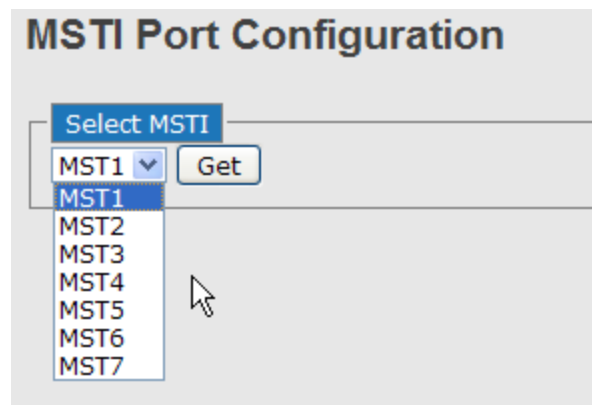 MSTI Port Configuration
Select MSTI
MST1 Get
MST1
MST2
MST3
MST4
MST5
MST6
MST7